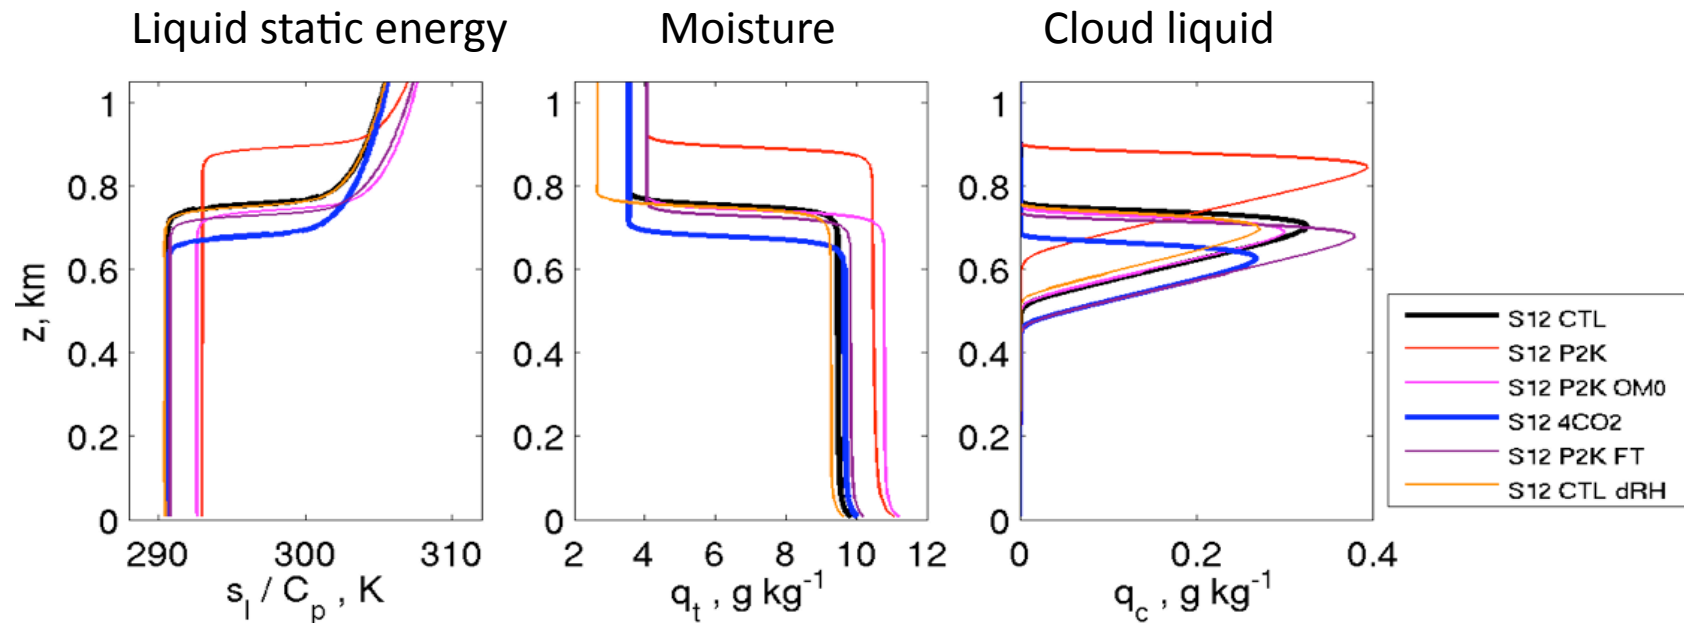 Liquid static energy
Moisture
Cloud liquid
1
0.8
0.6
0.4
0.2
0
z, km
290
300
310
s_l / C_p , K
1
0.8
0.6
0.4
0.2
0
2
4
6
8
10
12
q_t , g kg^-1
1
0.8
0.6
0.4
0.2
0
0
0.2
0.4
q_c , g kg^-1
S12 CTL
S12 P2K
S12 P2K OM0
S12 4CO2
S12 P2K FT
S12 CTL dRH